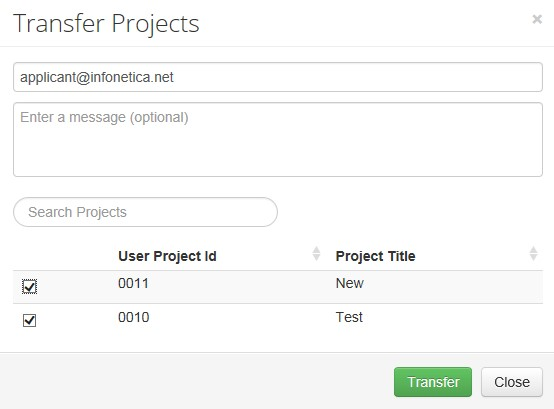 Transfer Projects
×
applicant@infonetica.net
Enter a message (optional)
Search Projects
User Project Id Project Title
0011 New
0010 Test
Transfer Close